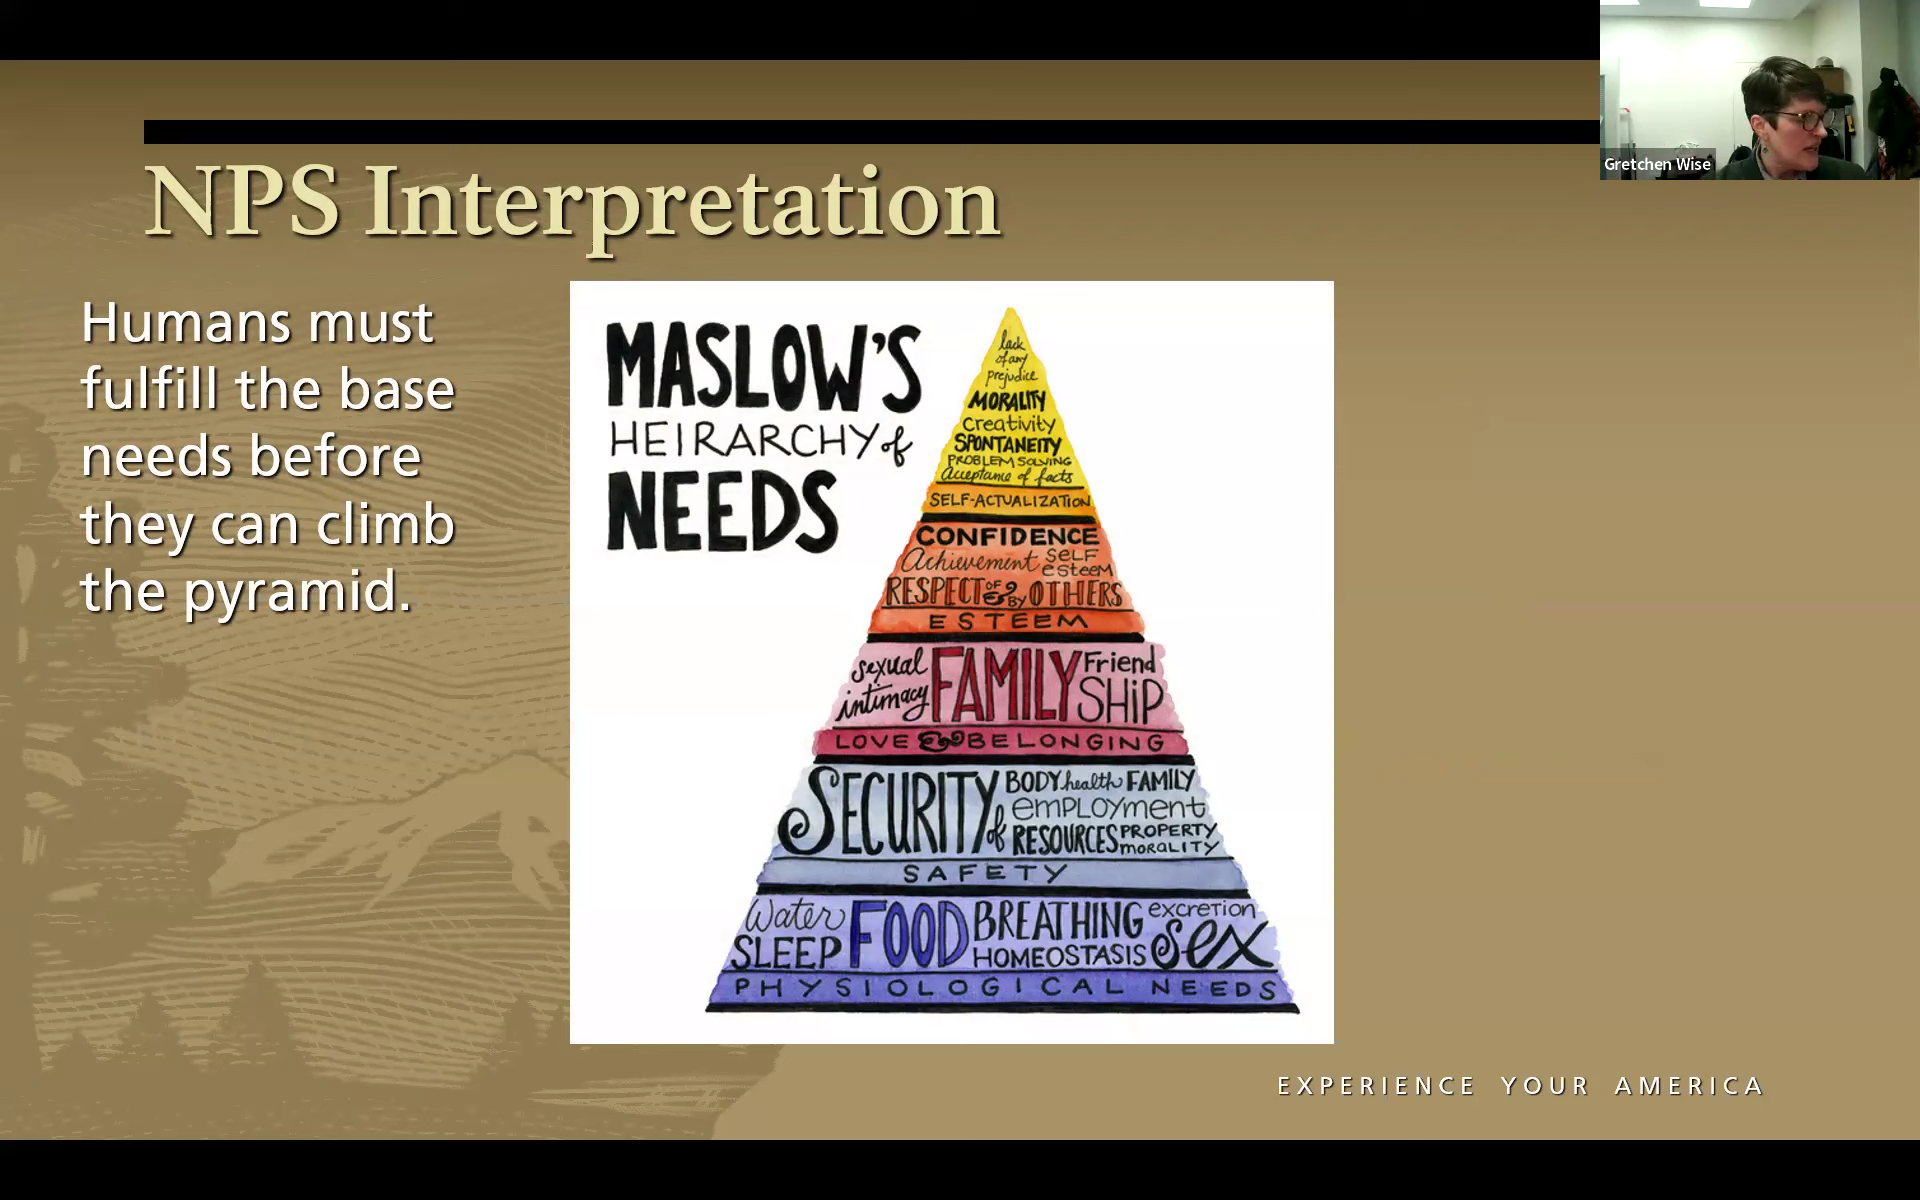 Gretchen Wise
NPS Interpretation
Humans must
fulfill the base
needs before
they can climb
the pyramid.
MASLOW'S
HEIRARCHY of
NEEDS
lack
of any
prejudice
MORALITY
creativity
SPONTANEITY
PROBLEM SOLVING
Acceptance of facts
SELF-ACTUALIZATION
CONFIDENCE
Achievement self esteem
RESPECT OF & BY OTHERS
ESTEEM
sexual intimacy FAMILY Friend SHiP
LOVE & BELONGING
SECURITY of BODY health FAMILY
employment
RESOURCES PROPERTY
morality
SAFETY
Water FOOD BREATHING excretion
SLEEP HOMEOSTASIS sex
PHYSIOLOGICAL NEEDS
EXPERIENCE YOUR AMERICA